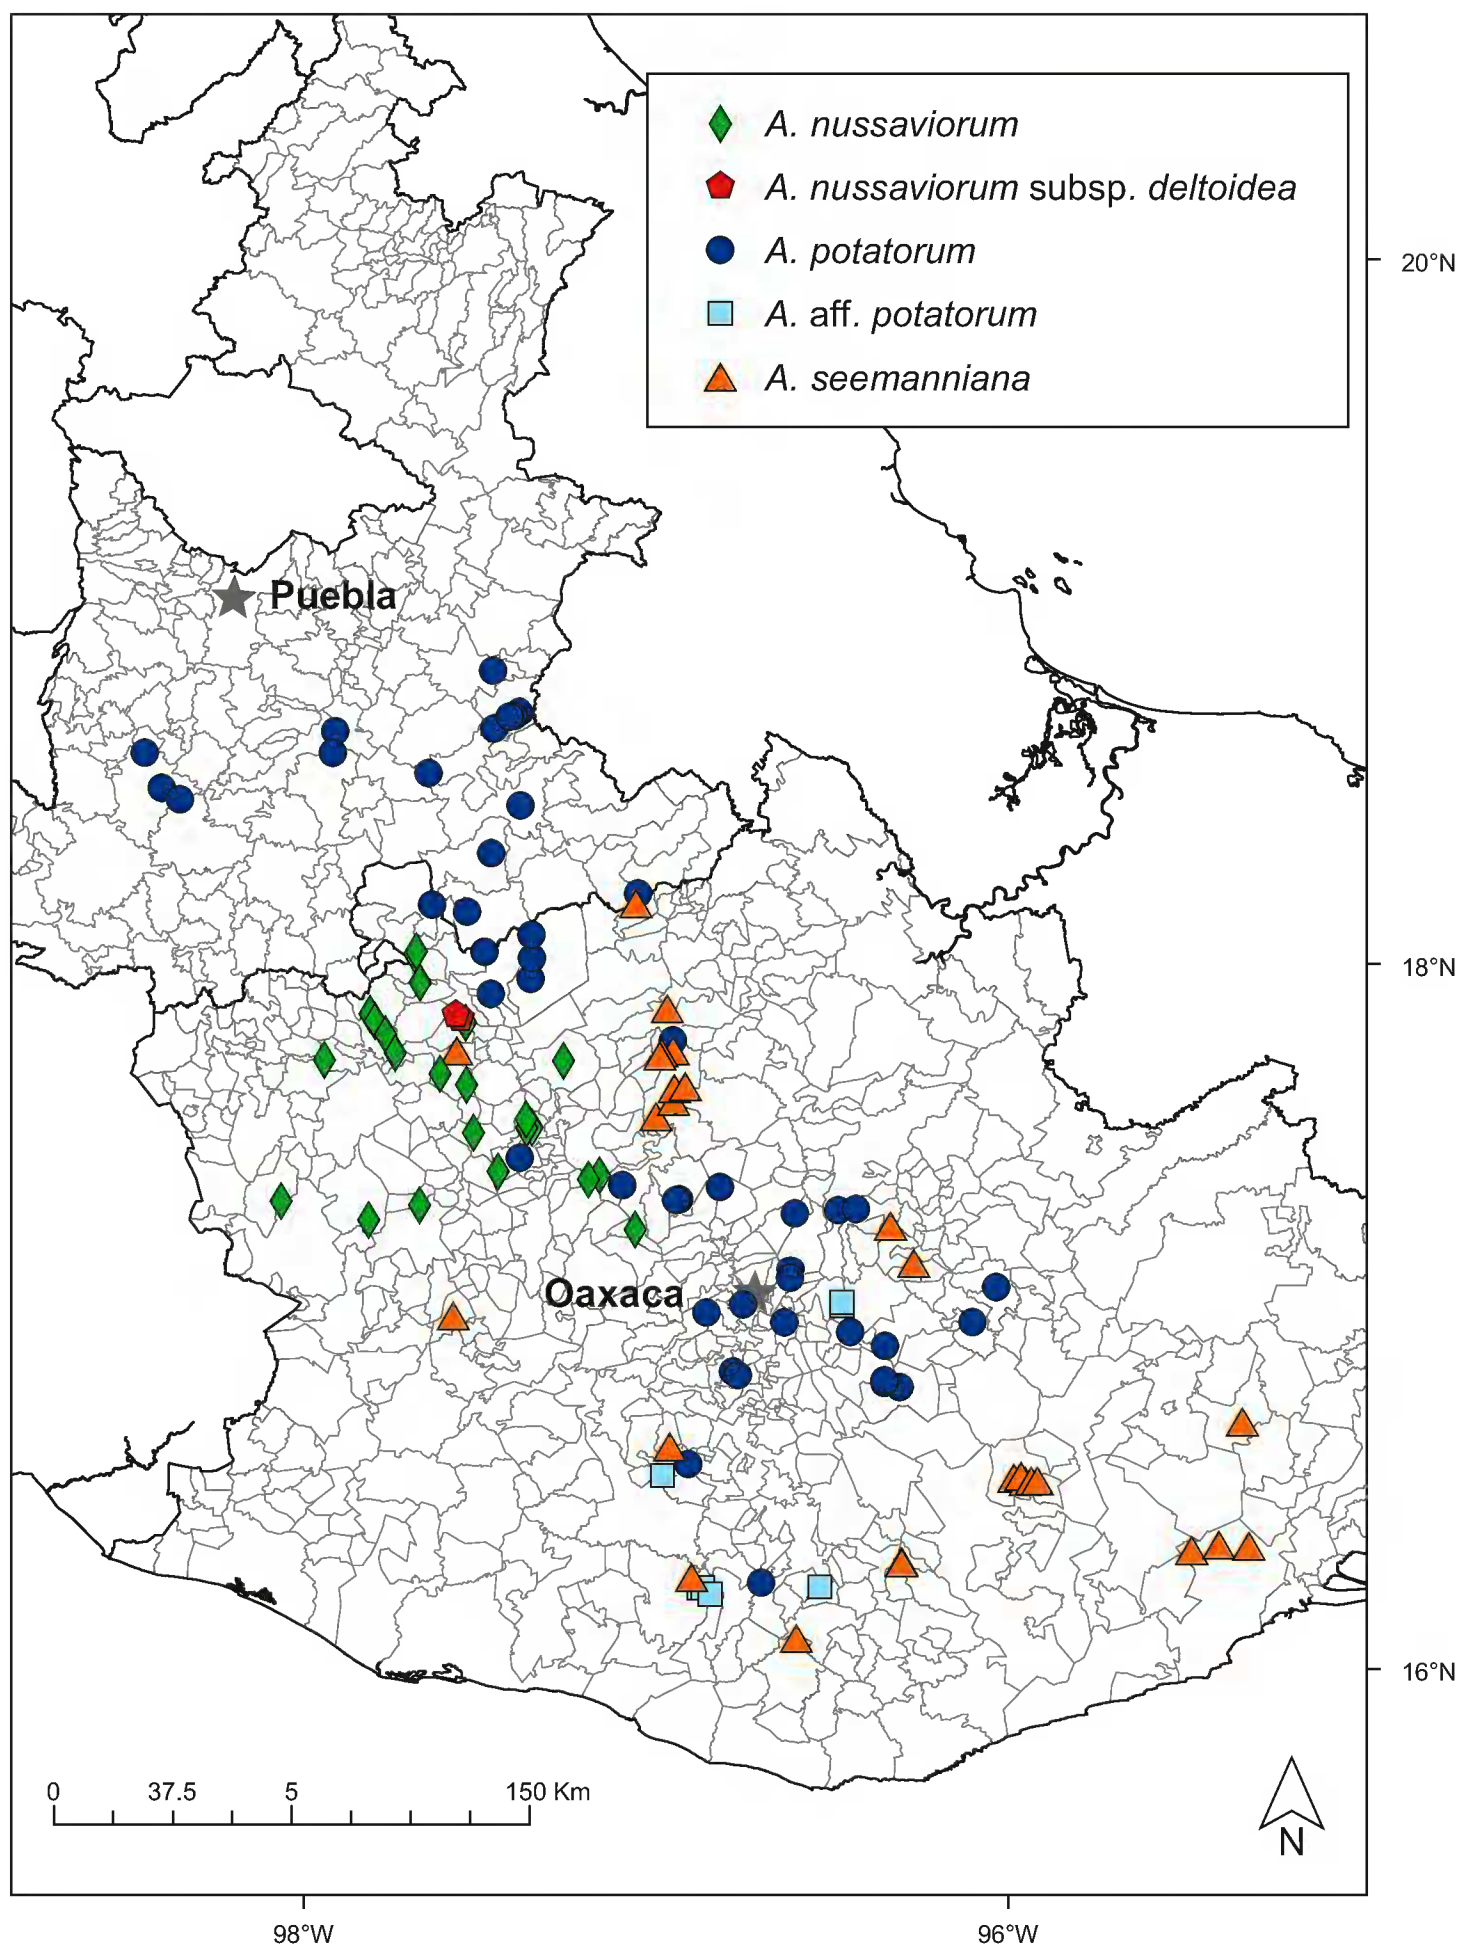 A. nussaviorum
A. nussaviorum subsp. deltoidea
A. potatorum
A. aff. potatorum
A. seemanniana
20°N
Puebla
18°N
Oaxaca
16°N
0 37.5 5 150 Km
N
98°W 96°W